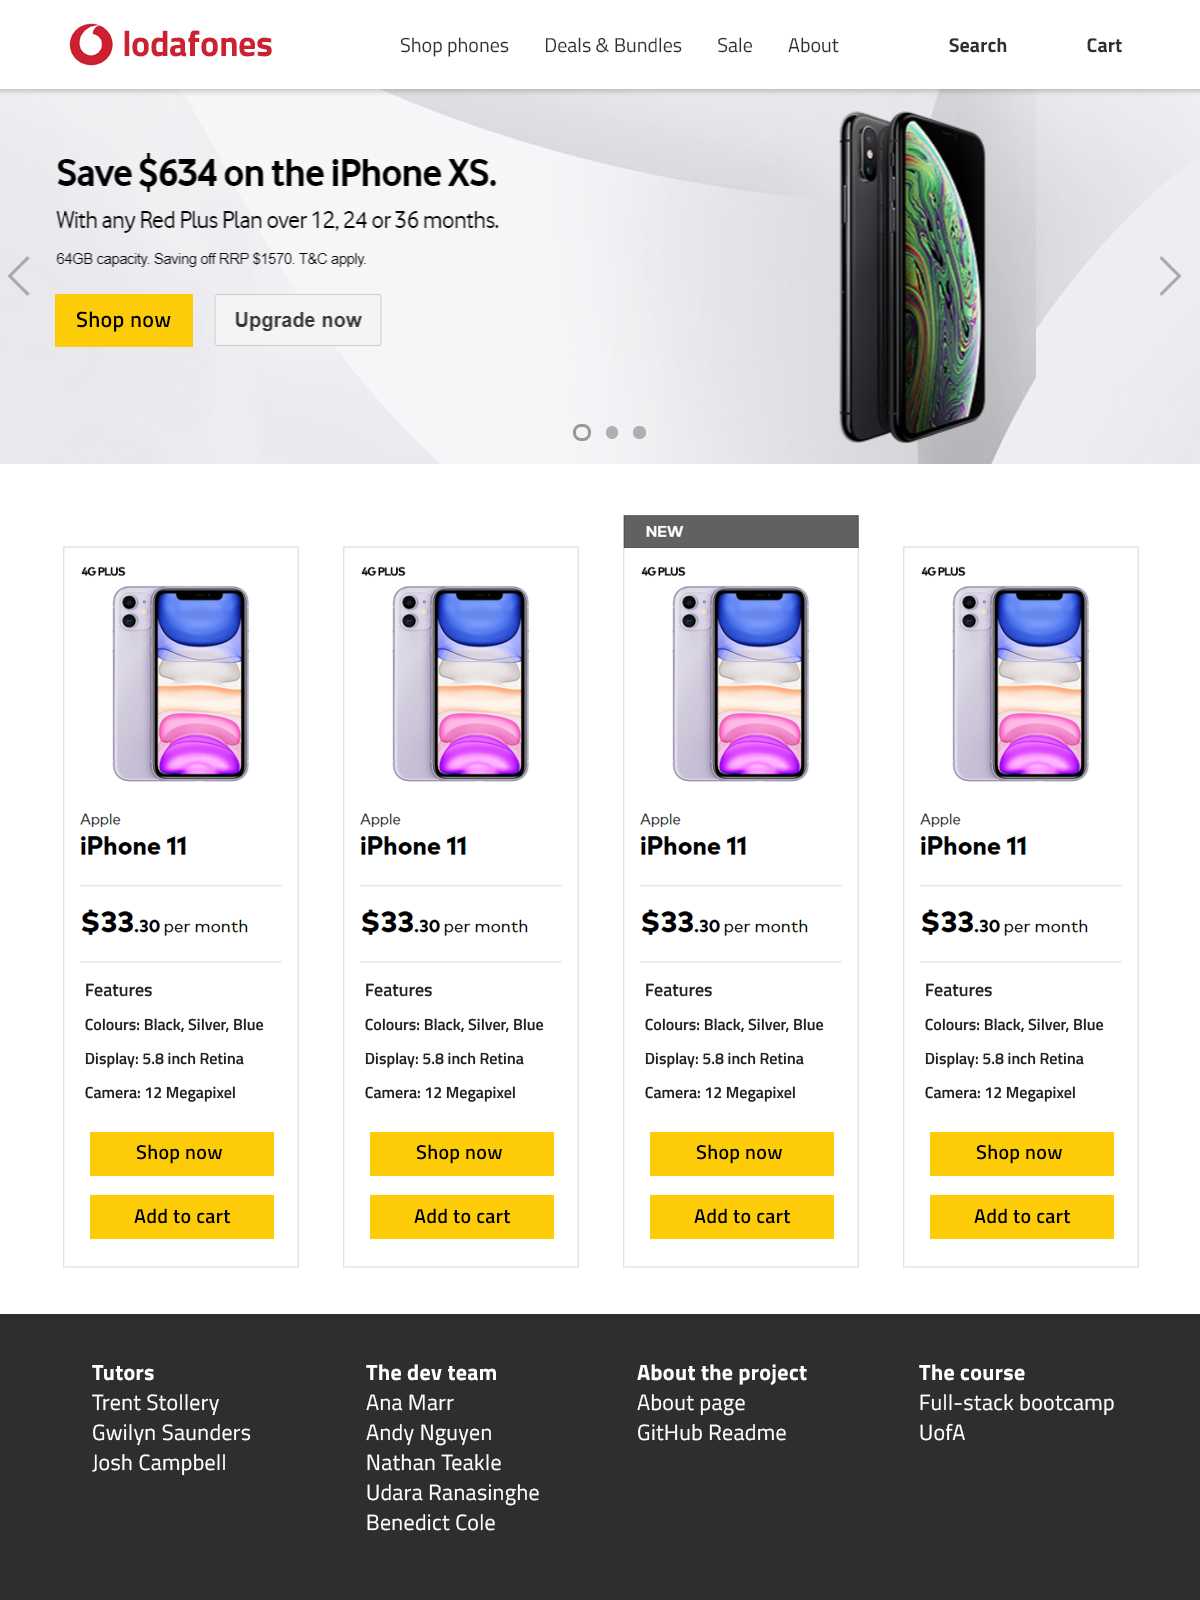 lodafones
Shop phones
Deals & Bundles
Sale
About
Search
Cart
Save $634 on the iPhone XS.
With any Red Plus Plan over 12, 24 or 36 months.
64GB capacity. Saving off RRP $1570. T&C apply.
Shop now
Upgrade now
4G PLUS
Apple
iPhone 11
$33.30 per month
Features
Colours: Black, Silver, Blue
Display: 5.8 inch Retina
Camera: 12 Megapixel
Shop now
Add to cart
4G PLUS
Apple
iPhone 11
$33.30 per month
Features
Colours: Black, Silver, Blue
Display: 5.8 inch Retina
Camera: 12 Megapixel
Shop now
Add to cart
NEW
4G PLUS
Apple
iPhone 11
$33.30 per month
Features
Colours: Black, Silver, Blue
Display: 5.8 inch Retina
Camera: 12 Megapixel
Shop now
Add to cart
4G PLUS
Apple
iPhone 11
$33.30 per month
Features
Colours: Black, Silver, Blue
Display: 5.8 inch Retina
Camera: 12 Megapixel
Shop now
Add to cart
Tutors
Trent Stollery
Gwilyn Saunders
Josh Campbell
The dev team
Ana Marr
Andy Nguyen
Nathan Teakle
Udara Ranasinghe
Benedict Cole
About the project
About page
GitHub Readme
The course
Full-stack bootcamp
UofA